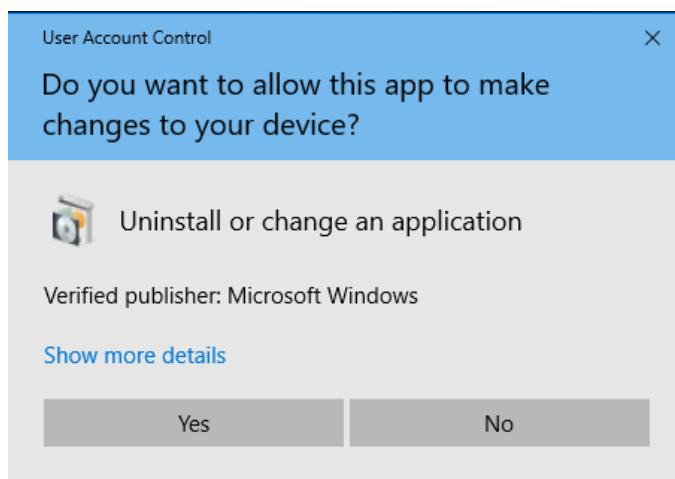 User Account Control
Do you want to allow this app to make
changes to your device?
Uninstall or change an application
Verified publisher: Microsoft Windows
Show more details
Yes
No